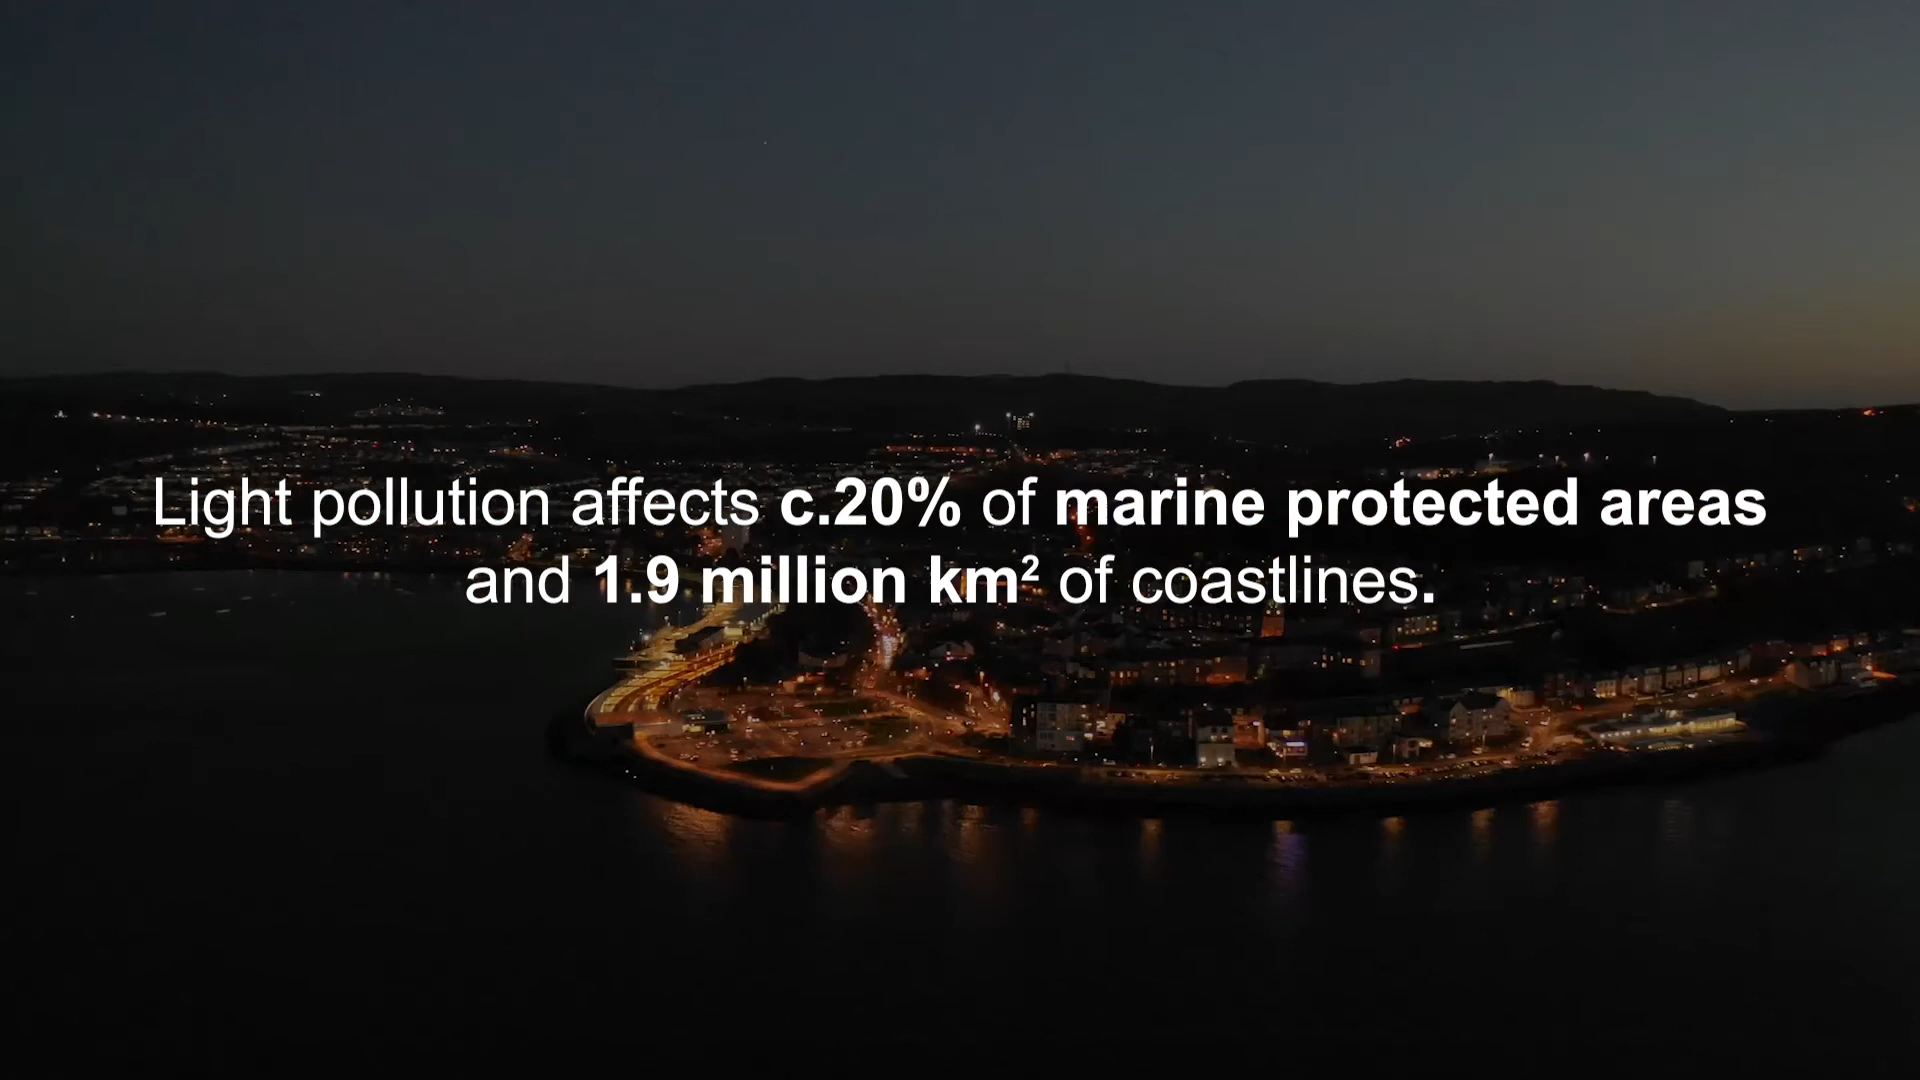 Light pollution affects c.20% of marine protected areas
and 1.9 million km² of coastlines.